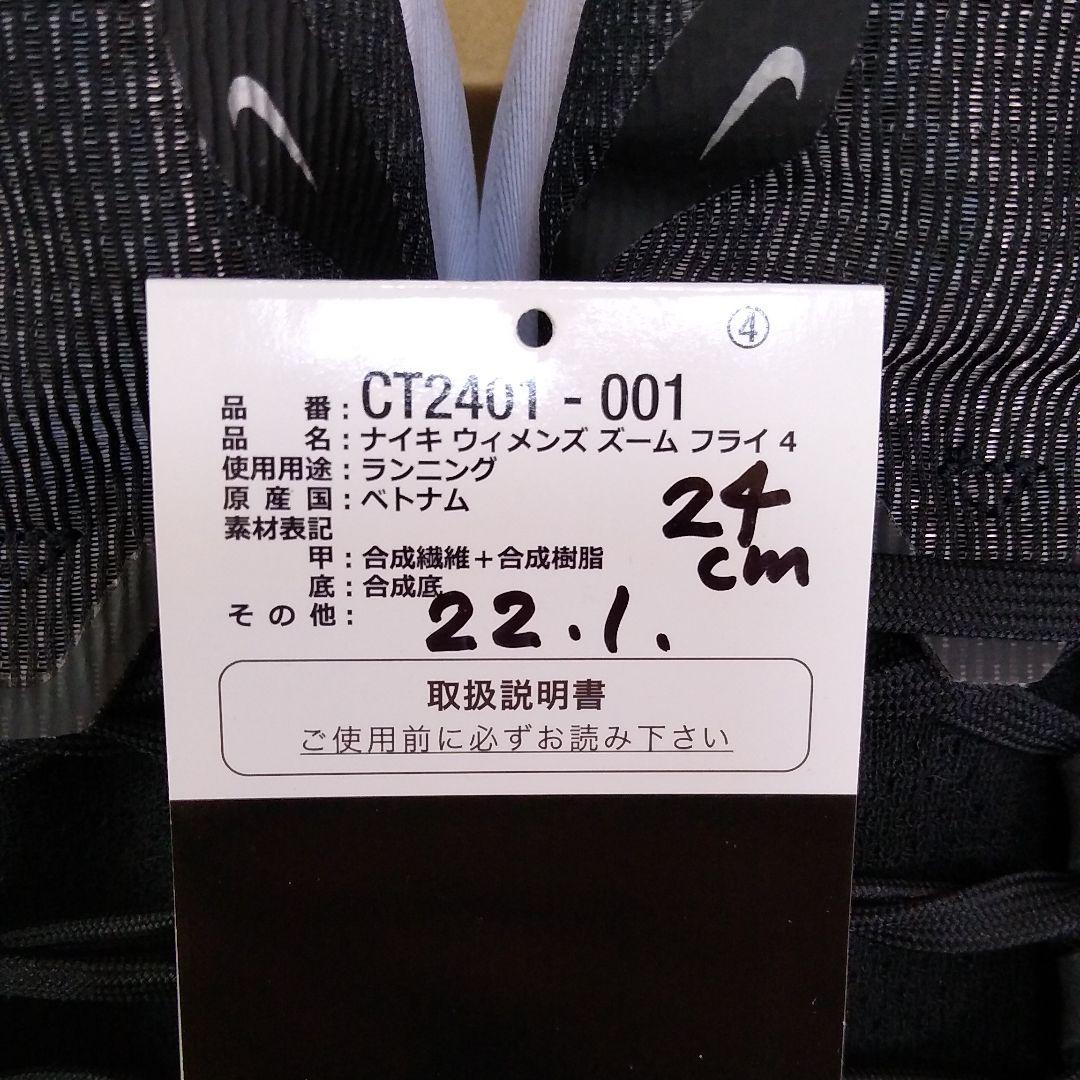 ④
品番:CT2401-001
品名:ナイキ ウィメンズ ズーム フライ 4
使用用途:ランニング
原産国:ベトナム
24
素材表記
甲:合成繊維+合成樹脂
cm
底:合成底
その他:
22.1.
取扱説明書
ご使用前に必ずお読み下さい